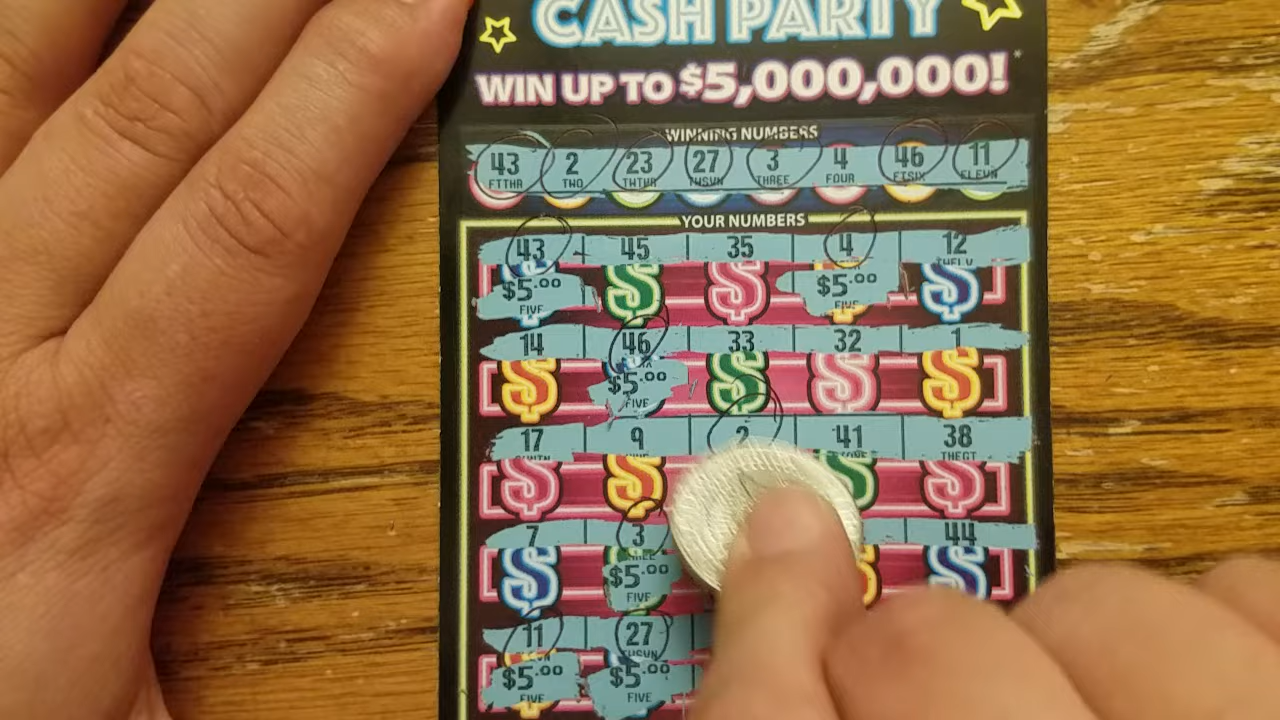 CASH PARTY
WIN UP TO $5,000,000!*
WINNING NUMBERS
43 2 23 27 3 4 46 11
FTTHR TWO TWTHR TWSVN THREE FOUR FTSIX ELEVN
YOUR NUMBERS
43 45 35 4 12
$5.00 $5.00
FIVE FIVE
14 46 33 32 1
$5.00
FIVE
17 9 2 41 38
THEGT
7 3 44
$5.00
FIVE
11 27
TWSVN
$5.00 $5.00
FIVE FIVE